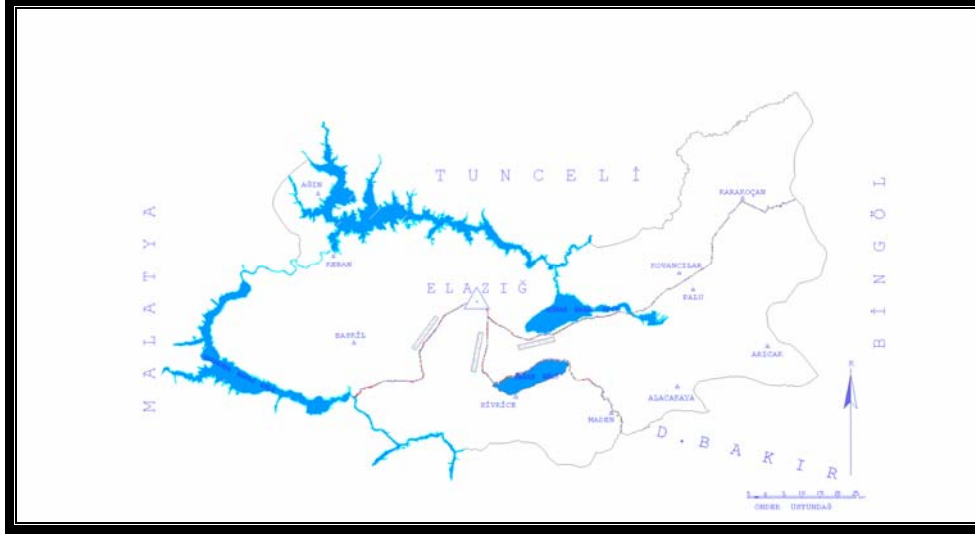 TUNCELİ
AĞIN
KARAKOÇAN
BİNGÖL
MALATYA
KEBAN
KOVANCILAR
ELAZIĞ
PALU
BASKİL
ARICAK
K
SİVRİCE
ALACAKAYA
MADEN
D.BAKIR
ÖNDER ÜSTÜNDAĞ